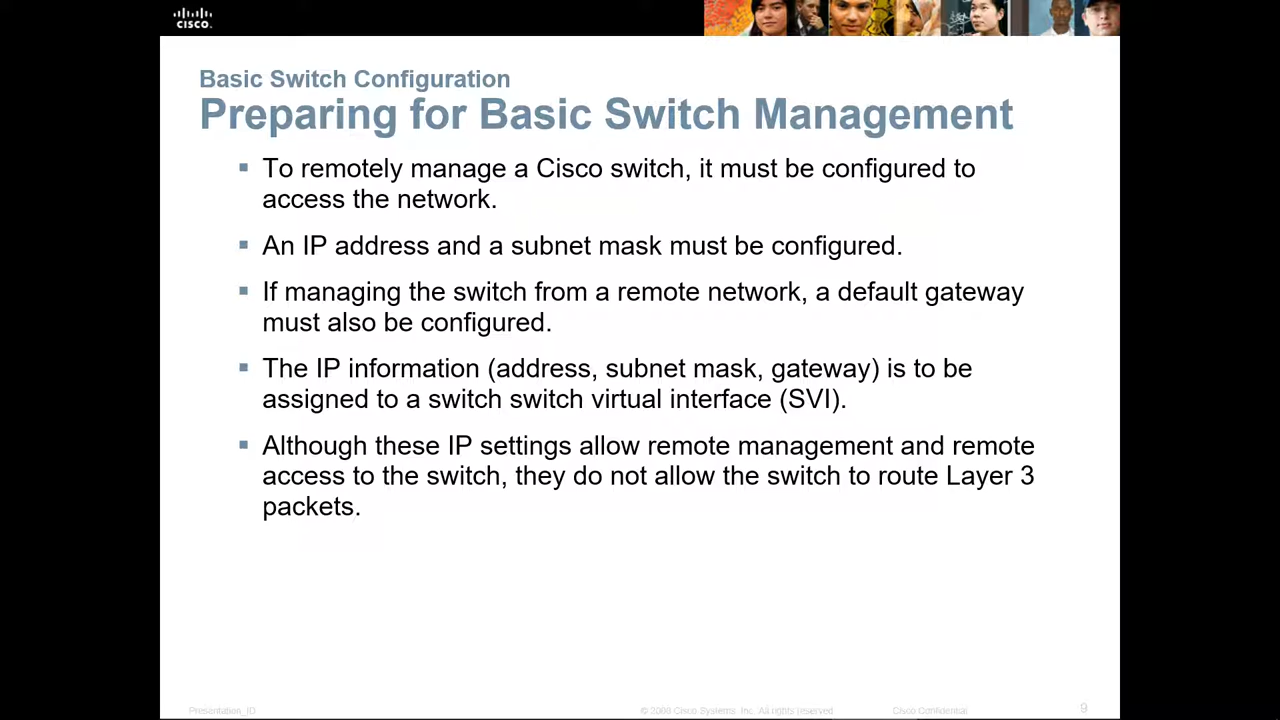 CISCO.
Basic Switch Configuration
Preparing for Basic Switch Management
▪ To remotely manage a Cisco switch, it must be configured to
access the network.
▪ An IP address and a subnet mask must be configured.
▪ If managing the switch from a remote network, a default gateway
must also be configured.
▪ The IP information (address, subnet mask, gateway) is to be
assigned to a switch switch virtual interface (SVI).
▪ Although these IP settings allow remote management and remote
access to the switch, they do not allow the switch to route Layer 3
packets.
Presentation_ID © 2008 Cisco Systems, Inc. All rights reserved. Cisco Confidential 9